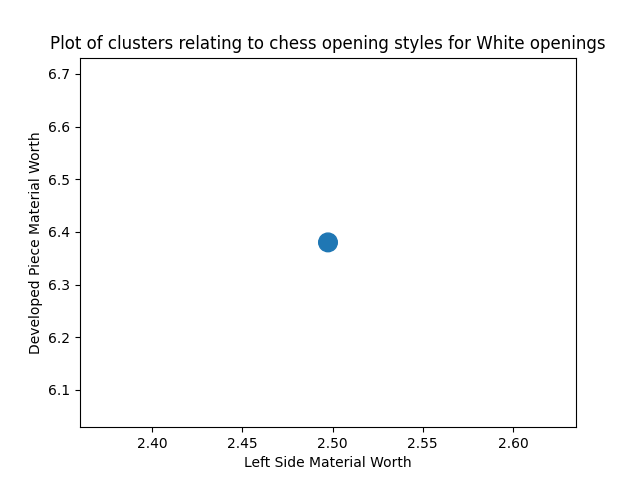 Plot of clusters relating to chess opening styles for White openings
6.7
6.6
6.5
6.4
6.3
6.2
6.1
Developed Piece Material Worth
2.40 2.45 2.50 2.55 2.60
Left Side Material Worth